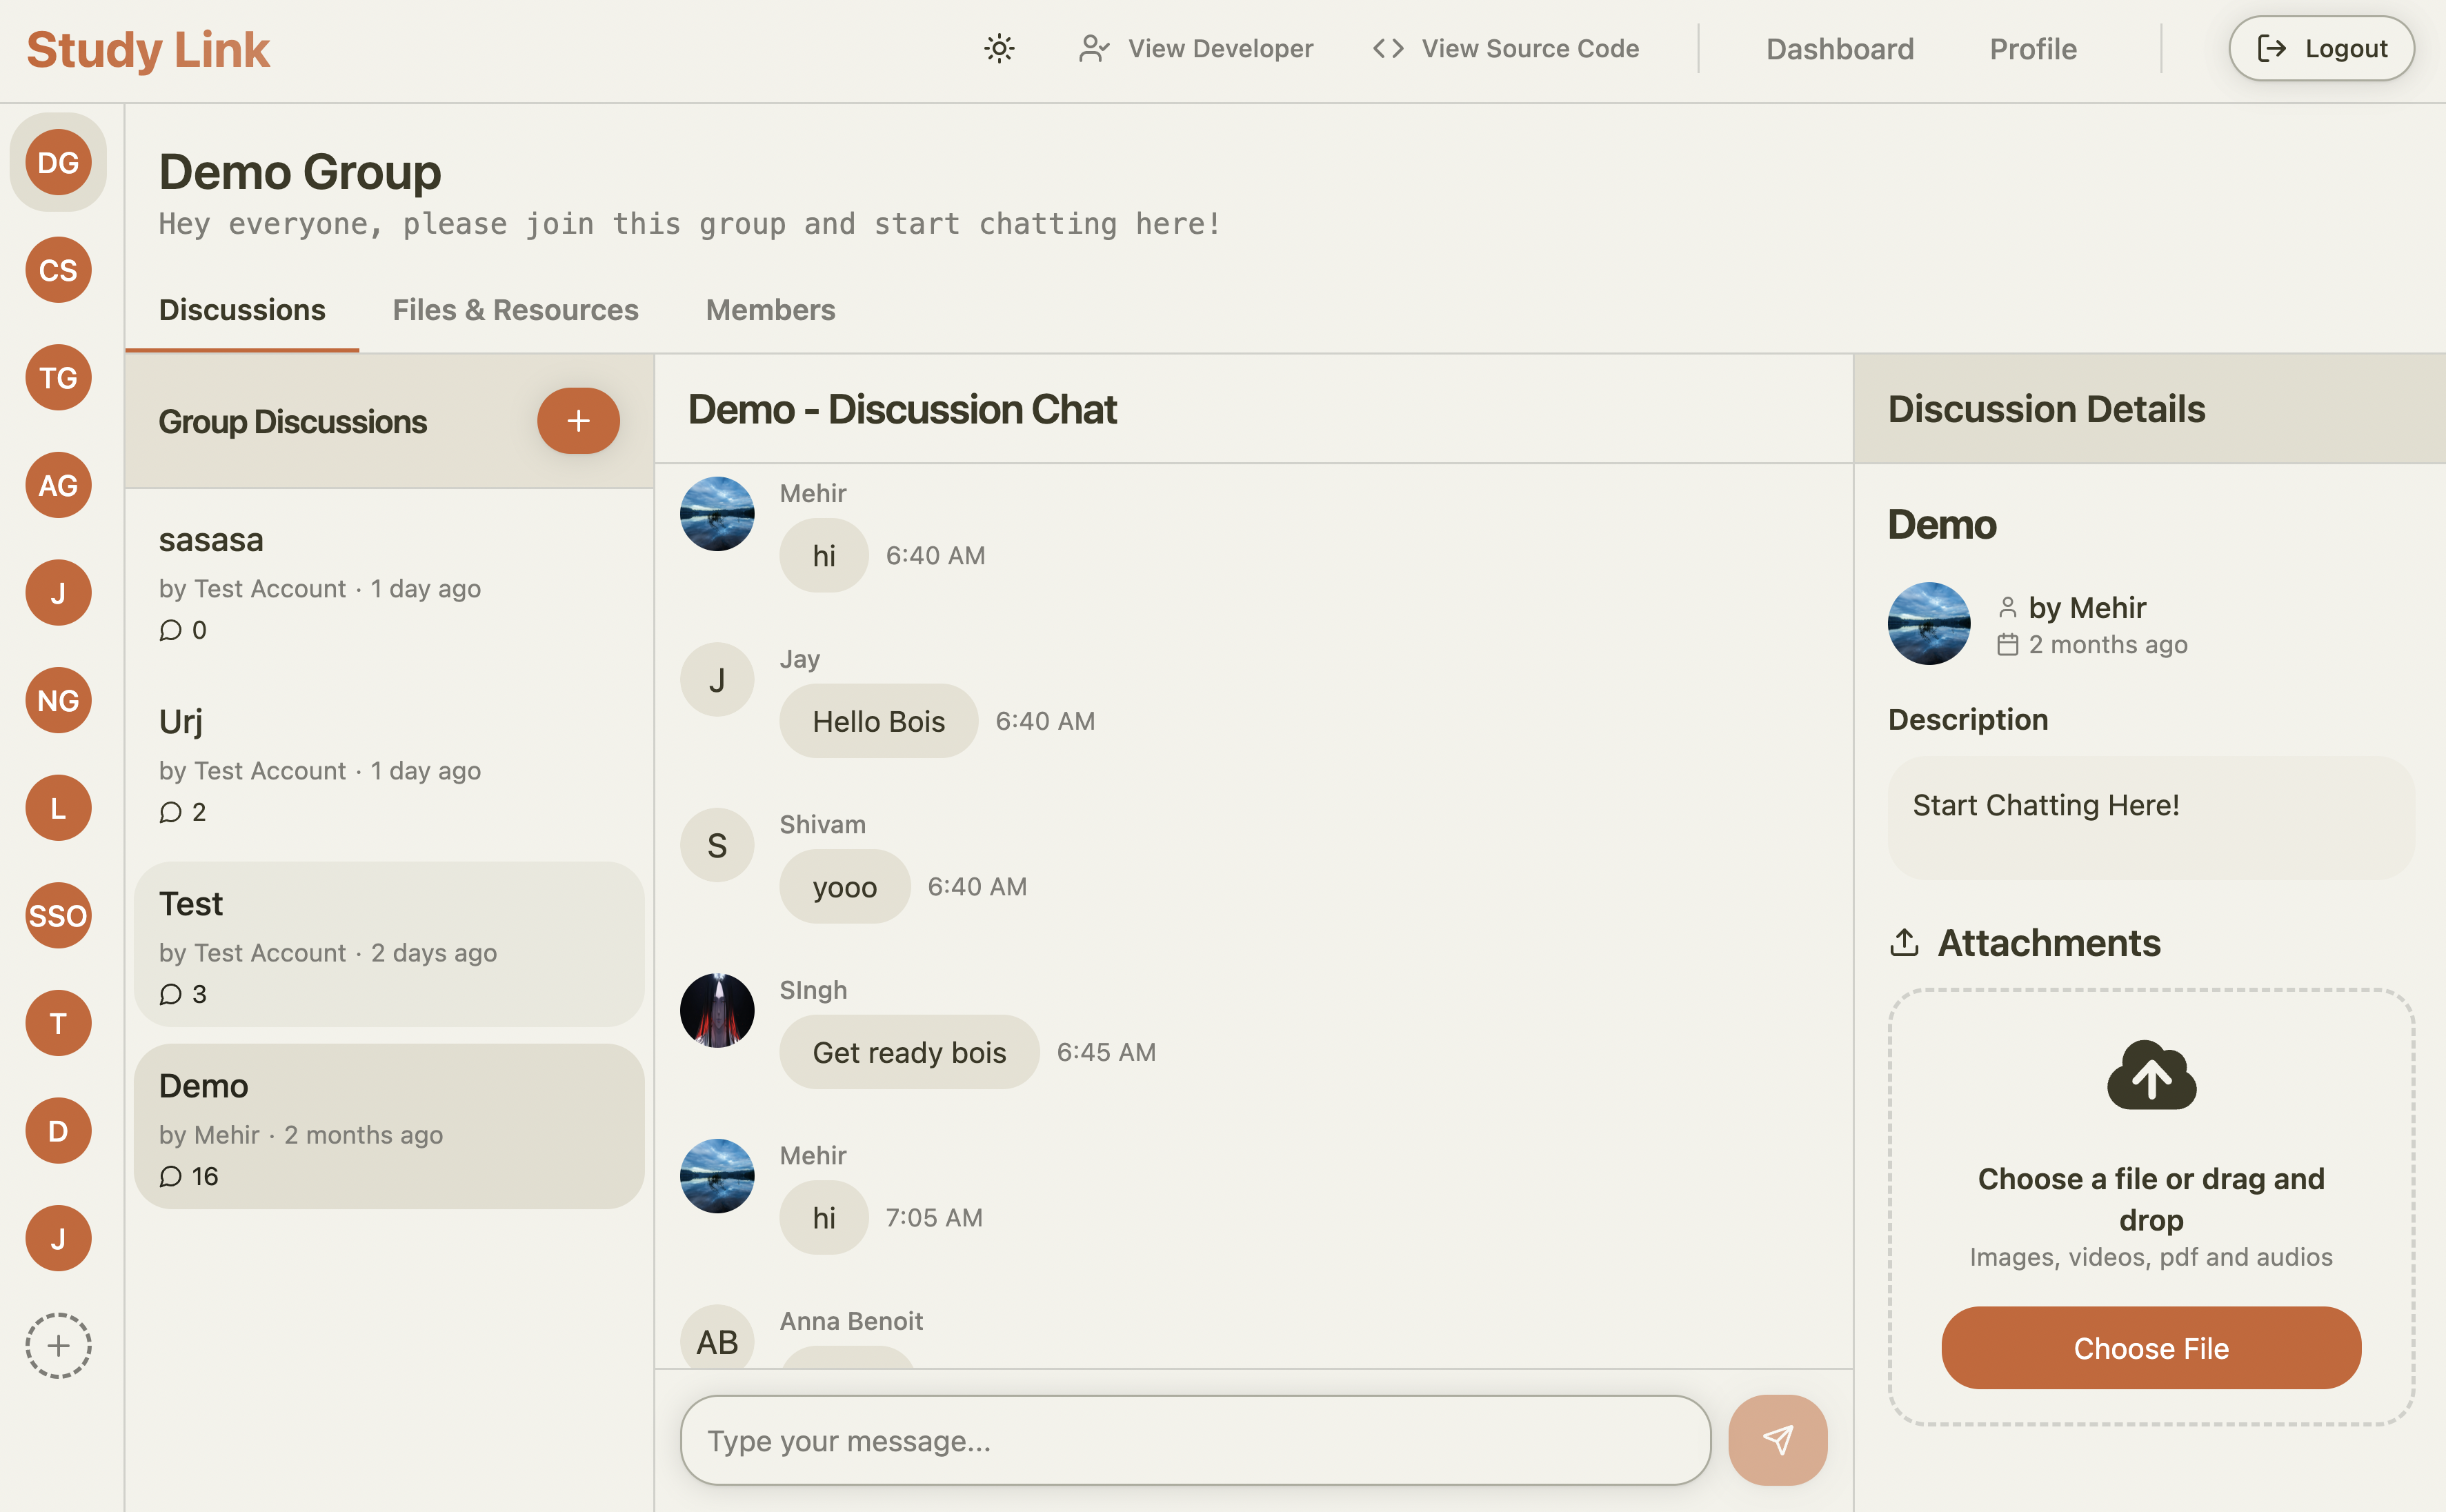 Study Link
View Developer
View Source Code
Dashboard
Profile
Logout
DG
CS
TG
AG
J
NG
L
SSO
T
D
J
Demo Group
Hey everyone, please join this group and start chatting here!
Discussions
Files & Resources
Members
Group Discussions
sasasa
by Test Account · 1 day ago
0
Urj
by Test Account · 1 day ago
2
Test
by Test Account · 2 days ago
3
Demo
by Mehir · 2 months ago
16
Demo - Discussion Chat
Mehir
hi 6:40 AM
J
Jay
Hello Bois 6:40 AM
S
Shivam
yooo 6:40 AM
SIngh
Get ready bois 6:45 AM
Mehir
hi 7:05 AM
AB
Anna Benoit
Type your message...
Discussion Details
Demo
by Mehir
2 months ago
Description
Start Chatting Here!
Attachments
Choose a file or drag and
drop
Images, videos, pdf and audios
Choose File